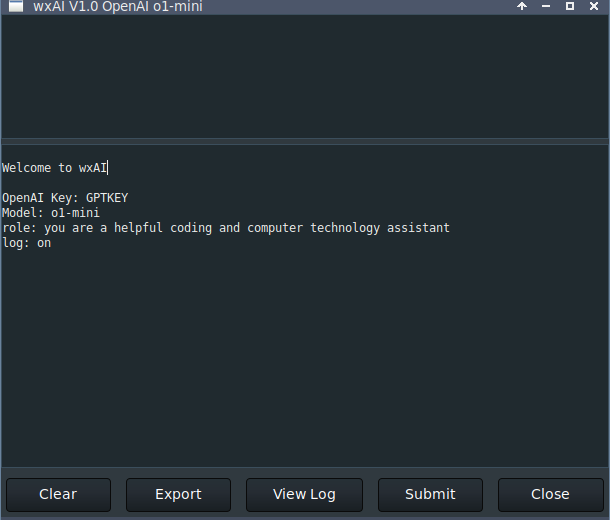 wxAI V1.0 OpenAI o1-mini
Welcome to wxAI
OpenAI Key: GPTKEY
Model: o1-mini
role: you are a helpful coding and computer technology assistant
log: on
Clear Export View Log Submit Close